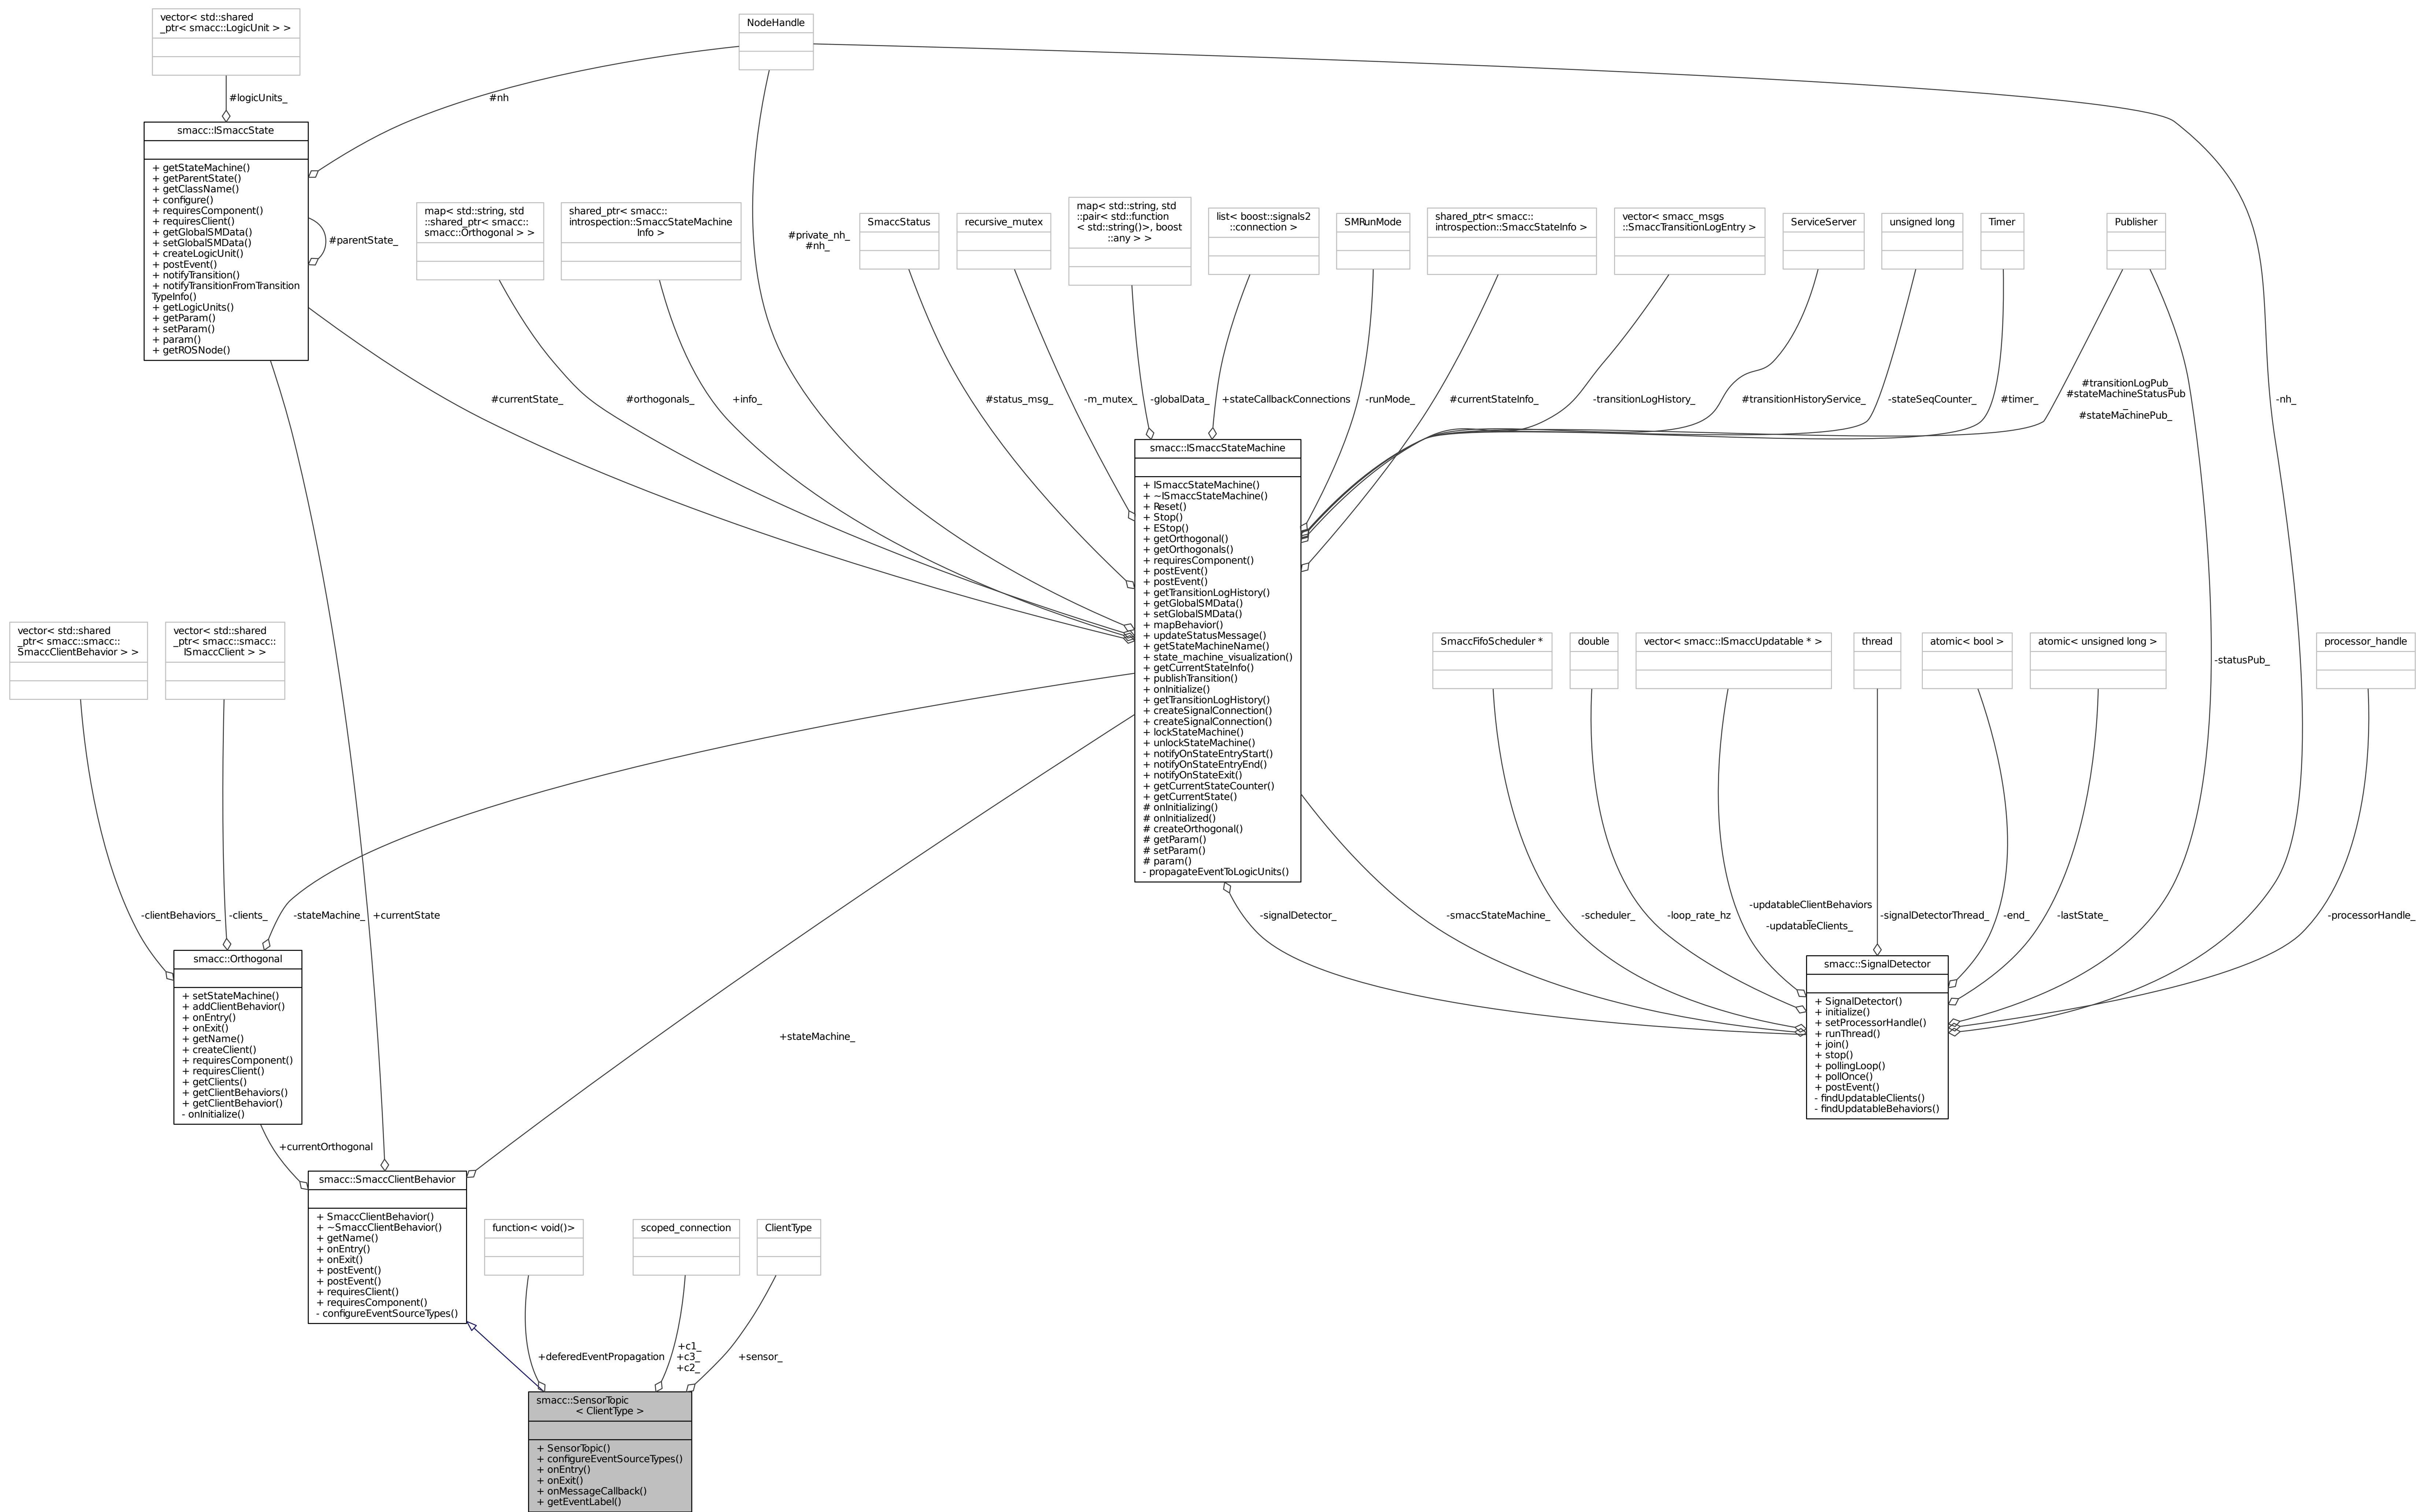 vector< std::shared
_ptr< smacc::LogicUnit > >
NodeHandle
#logicUnits_
#nh
smacc::ISmaccState
+ getStateMachine()
+ getParentState()
+ getClassName()
+ configure()
+ requiresComponent()
+ requiresClient()
+ getGlobalSMData()
+ setGlobalSMData()
+ createLogicUnit()
+ postEvent()
+ notifyTransition()
+ notifyTransitionFromTransition
TypeInfo()
+ getLogicUnits()
+ getParam()
+ setParam()
+ param()
+ getROSNode()
#parentState_
map< std::string, std
::shared_ptr< smacc::
smacc::Orthogonal > >
shared_ptr< smacc::
introspection::SmaccStateMachine
Info >
#private_nh_
#nh_
SmaccStatus
recursive_mutex
map< std::string, std
::pair< std::function
< std::string()>, boost
::any > >
list< boost::signals2
::connection >
SMRunMode
shared_ptr< smacc::
introspection::SmaccStateInfo >
vector< smacc_msgs
::SmaccTransitionLogEntry >
ServiceServer
unsigned long
Timer
Publisher
#currentState_
#orthogonals_
+info_
#status_msg_
-m_mutex_
-globalData_
+stateCallbackConnections
-runMode_
#currentStateInfo_
-transitionLogHistory_
#transitionHistoryService_
-stateSeqCounter_
#timer_
#transitionLogPub_
#stateMachineStatusPub
_
#stateMachinePub_
-nh_
smacc::ISmaccStateMachine
+ ISmaccStateMachine()
+ ~ISmaccStateMachine()
+ Reset()
+ Stop()
+ EStop()
+ getOrthogonal()
+ getOrthogonals()
+ requiresComponent()
+ postEvent()
+ postEvent()
+ getTransitionLogHistory()
+ getGlobalSMData()
+ setGlobalSMData()
+ mapBehavior()
+ updateStatusMessage()
+ getStateMachineName()
+ state_machine_visualization()
+ getCurrentStateInfo()
+ publishTransition()
+ onInitialize()
+ getTransitionLogHistory()
+ createSignalConnection()
+ createSignalConnection()
+ lockStateMachine()
+ unlockStateMachine()
+ notifyOnStateEntryStart()
+ notifyOnStateEntryEnd()
+ notifyOnStateExit()
+ getCurrentStateCounter()
+ getCurrentState()
# onInitializing()
# onInitialized()
# createOrthogonal()
# getParam()
# setParam()
# param()
- propagateEventToLogicUnits()
vector< std::shared
_ptr< smacc::smacc::
SmaccClientBehavior > >
vector< std::shared
_ptr< smacc::smacc::
ISmaccClient > >
SmaccFifoScheduler *
double
vector< smacc::ISmaccUpdatable * >
thread
atomic< bool >
atomic< unsigned long >
-statusPub_
processor_handle
-clientBehaviors_
-clients_
-stateMachine_
+currentState
-signalDetector_
-smaccStateMachine_
-scheduler_
-loop_rate_hz
-updatableClientBehaviors
_
-updatableClients_
-signalDetectorThread_
-end_
-lastState_
-processorHandle_
smacc::Orthogonal
+ setStateMachine()
+ addClientBehavior()
+ onEntry()
+ onExit()
+ getName()
+ createClient()
+ requiresComponent()
+ requiresClient()
+ getClients()
+ getClientBehaviors()
+ getClientBehavior()
- onInitialize()
smacc::SignalDetector
+ SignalDetector()
+ initialize()
+ setProcessorHandle()
+ runThread()
+ join()
+ stop()
+ pollingLoop()
+ pollOnce()
+ postEvent()
- findUpdatableClients()
- findUpdatableBehaviors()
+stateMachine_
+currentOrthogonal
smacc::SmaccClientBehavior
+ SmaccClientBehavior()
+ ~SmaccClientBehavior()
+ getName()
+ onEntry()
+ onExit()
+ postEvent()
+ postEvent()
+ requiresClient()
+ requiresComponent()
- configureEventSourceTypes()
function< void()>
scoped_connection
ClientType
+deferedEventPropagation
+c1_
+c3_
+c2_
+sensor_
smacc::SensorTopic
< ClientType >
+ SensorTopic()
+ configureEventSourceTypes()
+ onEntry()
+ onExit()
+ onMessageCallback()
+ getEventLabel()